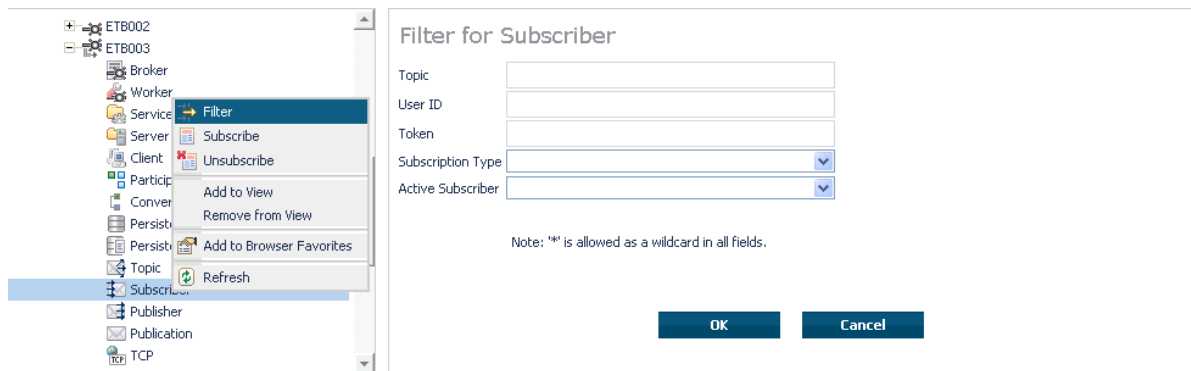 ETB002
ETB003
Broker
Worker
Service
Server
Client
Particip
Conver
Persist
Persist
Topic
Subscriber
Publisher
Publication
TCP
Filter
Subscribe
Unsubscribe
Add to View
Remove from View
Add to Browser Favorites
Refresh
Filter for Subscriber
Topic
User ID
Token
Subscription Type
Active Subscriber
Note: '*' is allowed as a wildcard in all fields.
OK
Cancel